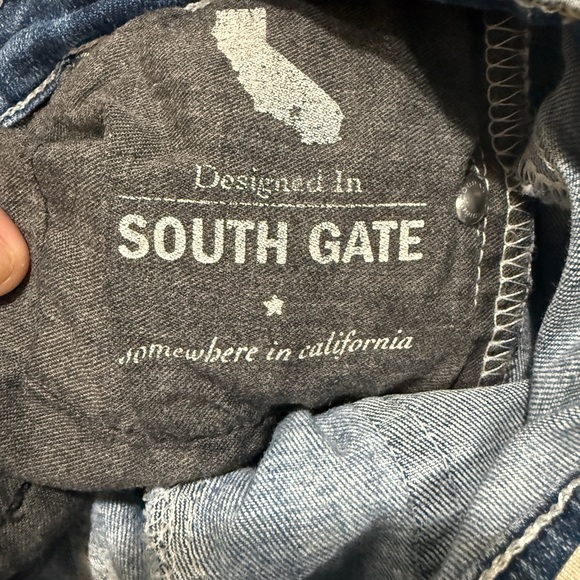 Designed In
SOUTH GATE
somewhere in california